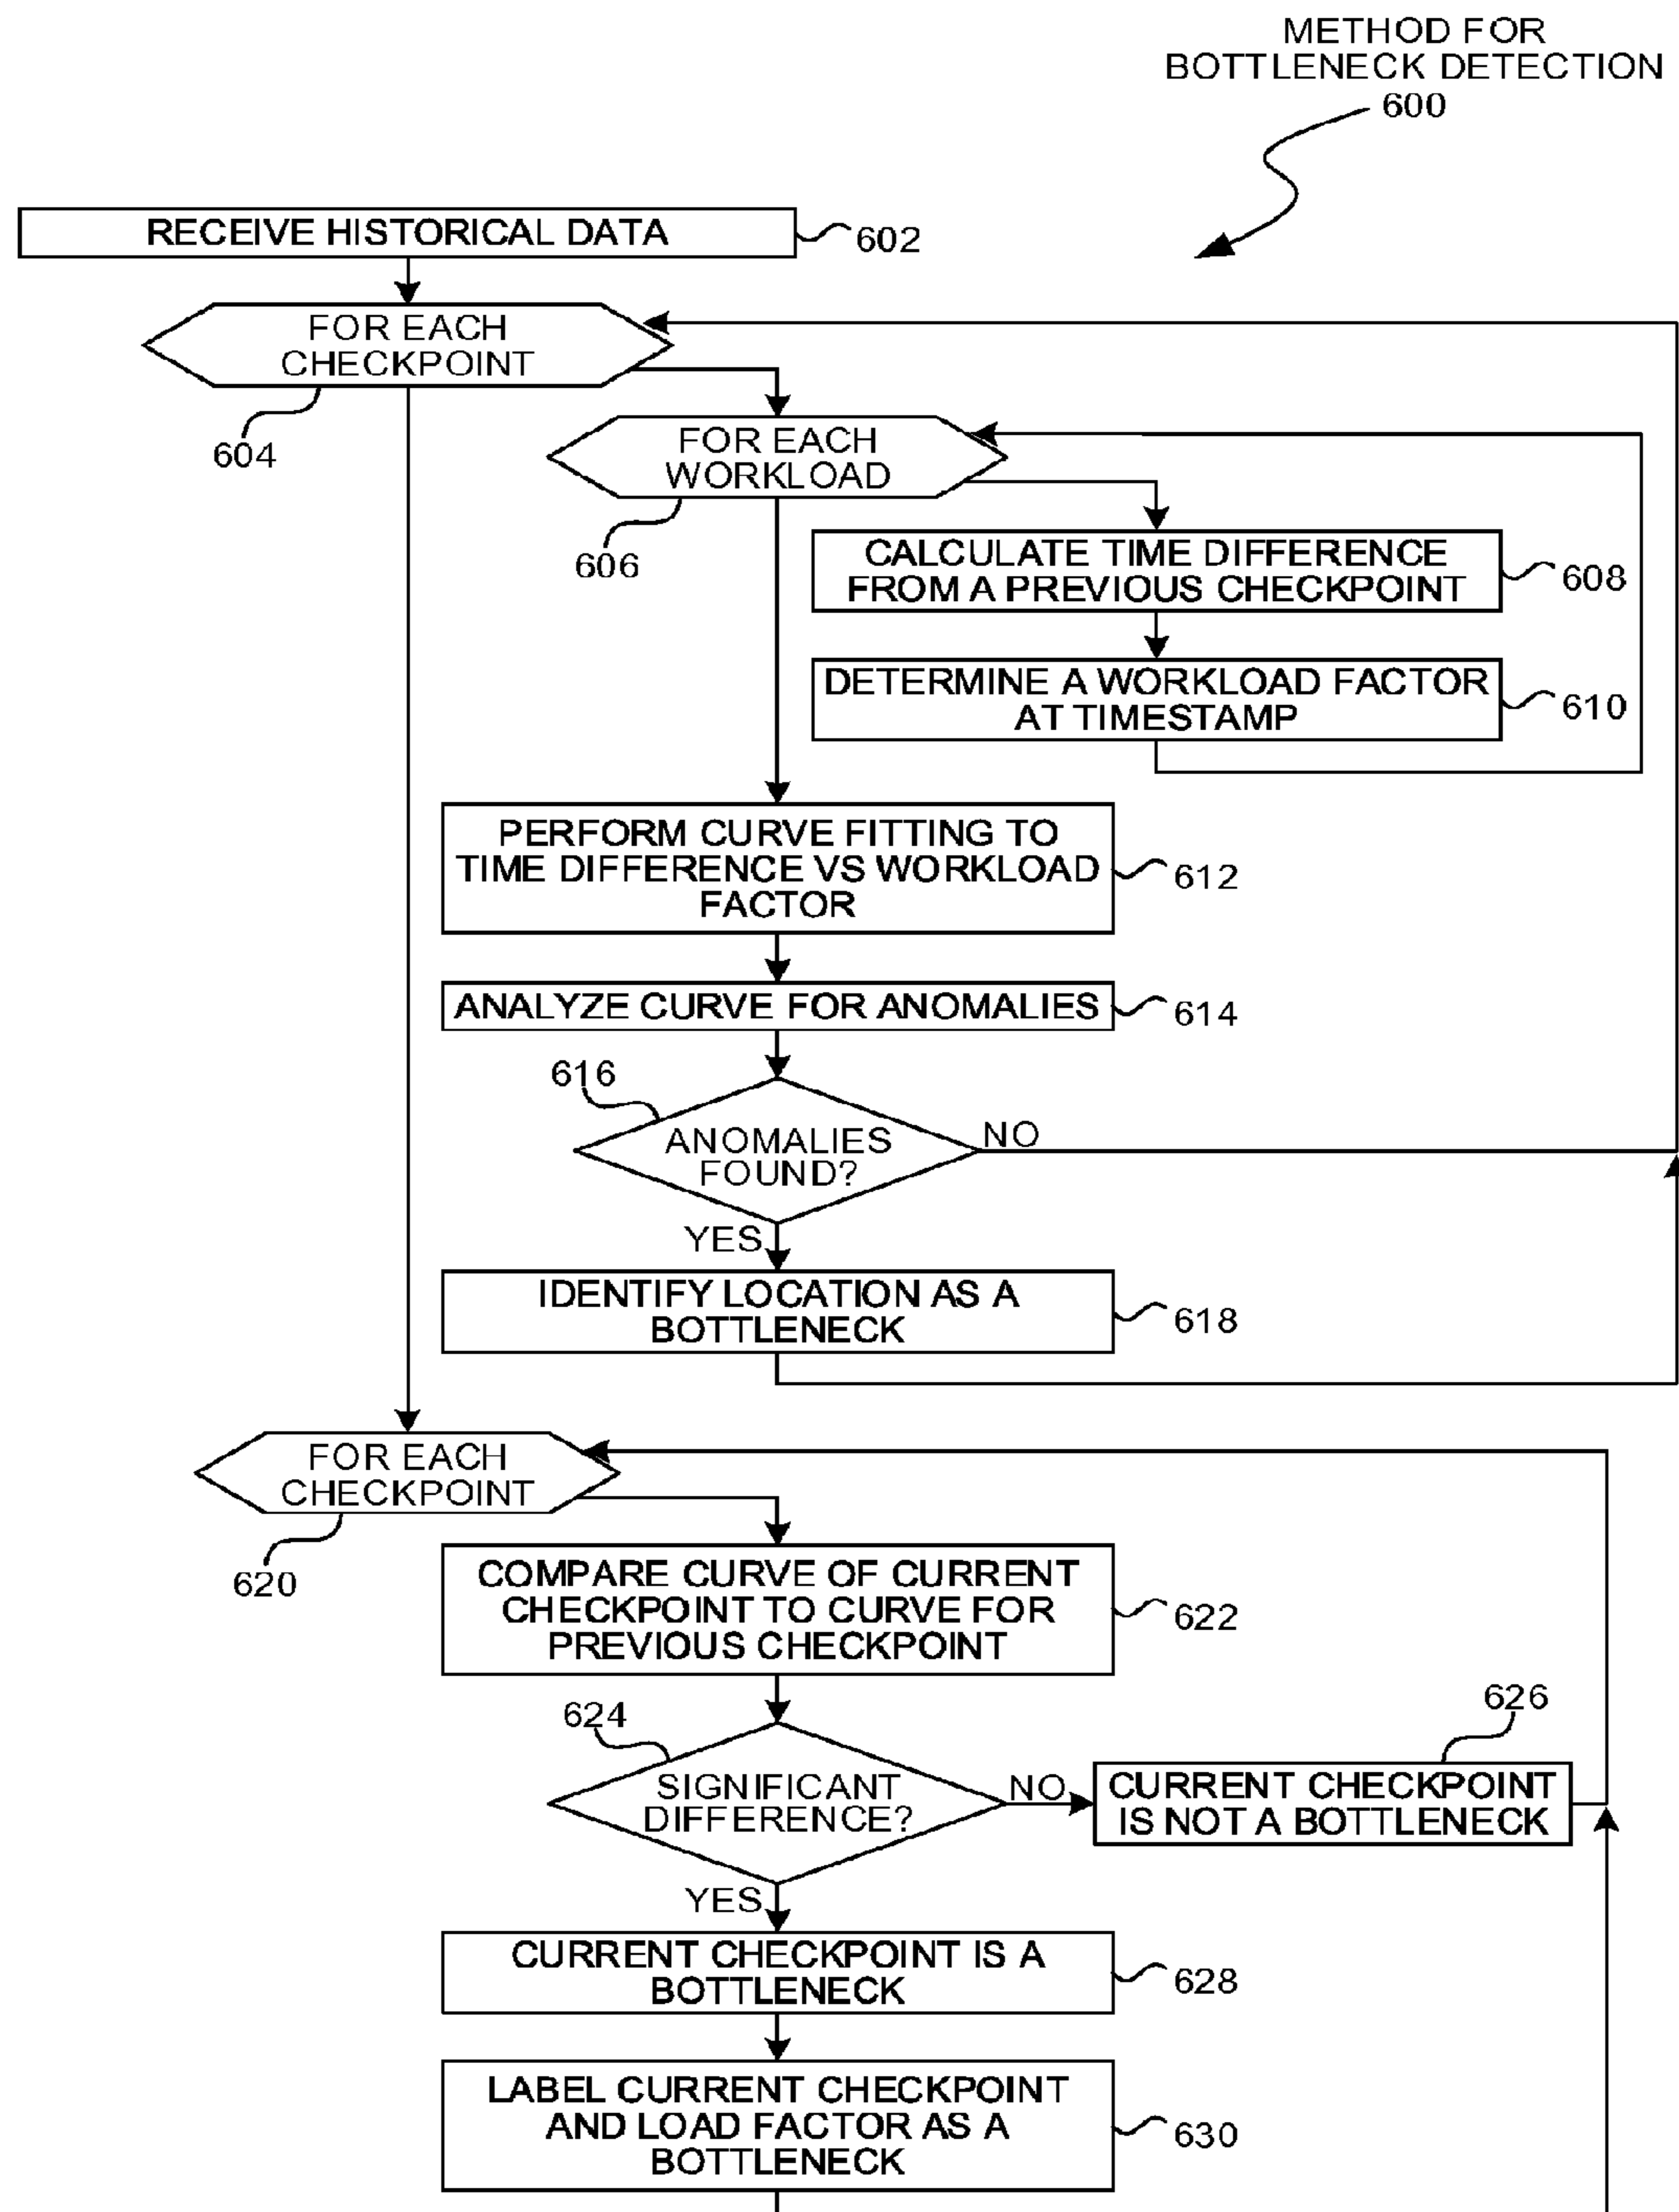 METHOD FOR
BOTTLENECK DETECTION
600
RECEIVE HISTORICAL DATA
602
FOR EACH
CHECKPOINT
604
FOR EACH
WORKLOAD
606
CALCULATE TIME DIFFERENCE
FROM A PREVIOUS CHECKPOINT
608
DETERMINE A WORKLOAD FACTOR
AT TIMESTAMP
610
PERFORM CURVE FITTING TO
TIME DIFFERENCE VS WORKLOAD
FACTOR
612
ANALYZE CURVE FOR ANOMALIES
614
616
ANOMALIES
FOUND?
NO
YES
IDENTIFY LOCATION AS A
BOTTLENECK
618
FOR EACH
CHECKPOINT
620
COMPARE CURVE OF CURRENT
CHECKPOINT TO CURVE FOR
PREVIOUS CHECKPOINT
622
624
SIGNIFICANT
DIFFERENCE?
NO
626
CURRENT CHECKPOINT
IS NOT A BOTTLENECK
YES
CURRENT CHECKPOINT IS A
BOTTLENECK
628
LABEL CURRENT CHECKPOINT
AND LOAD FACTOR AS A
BOTTLENECK
630